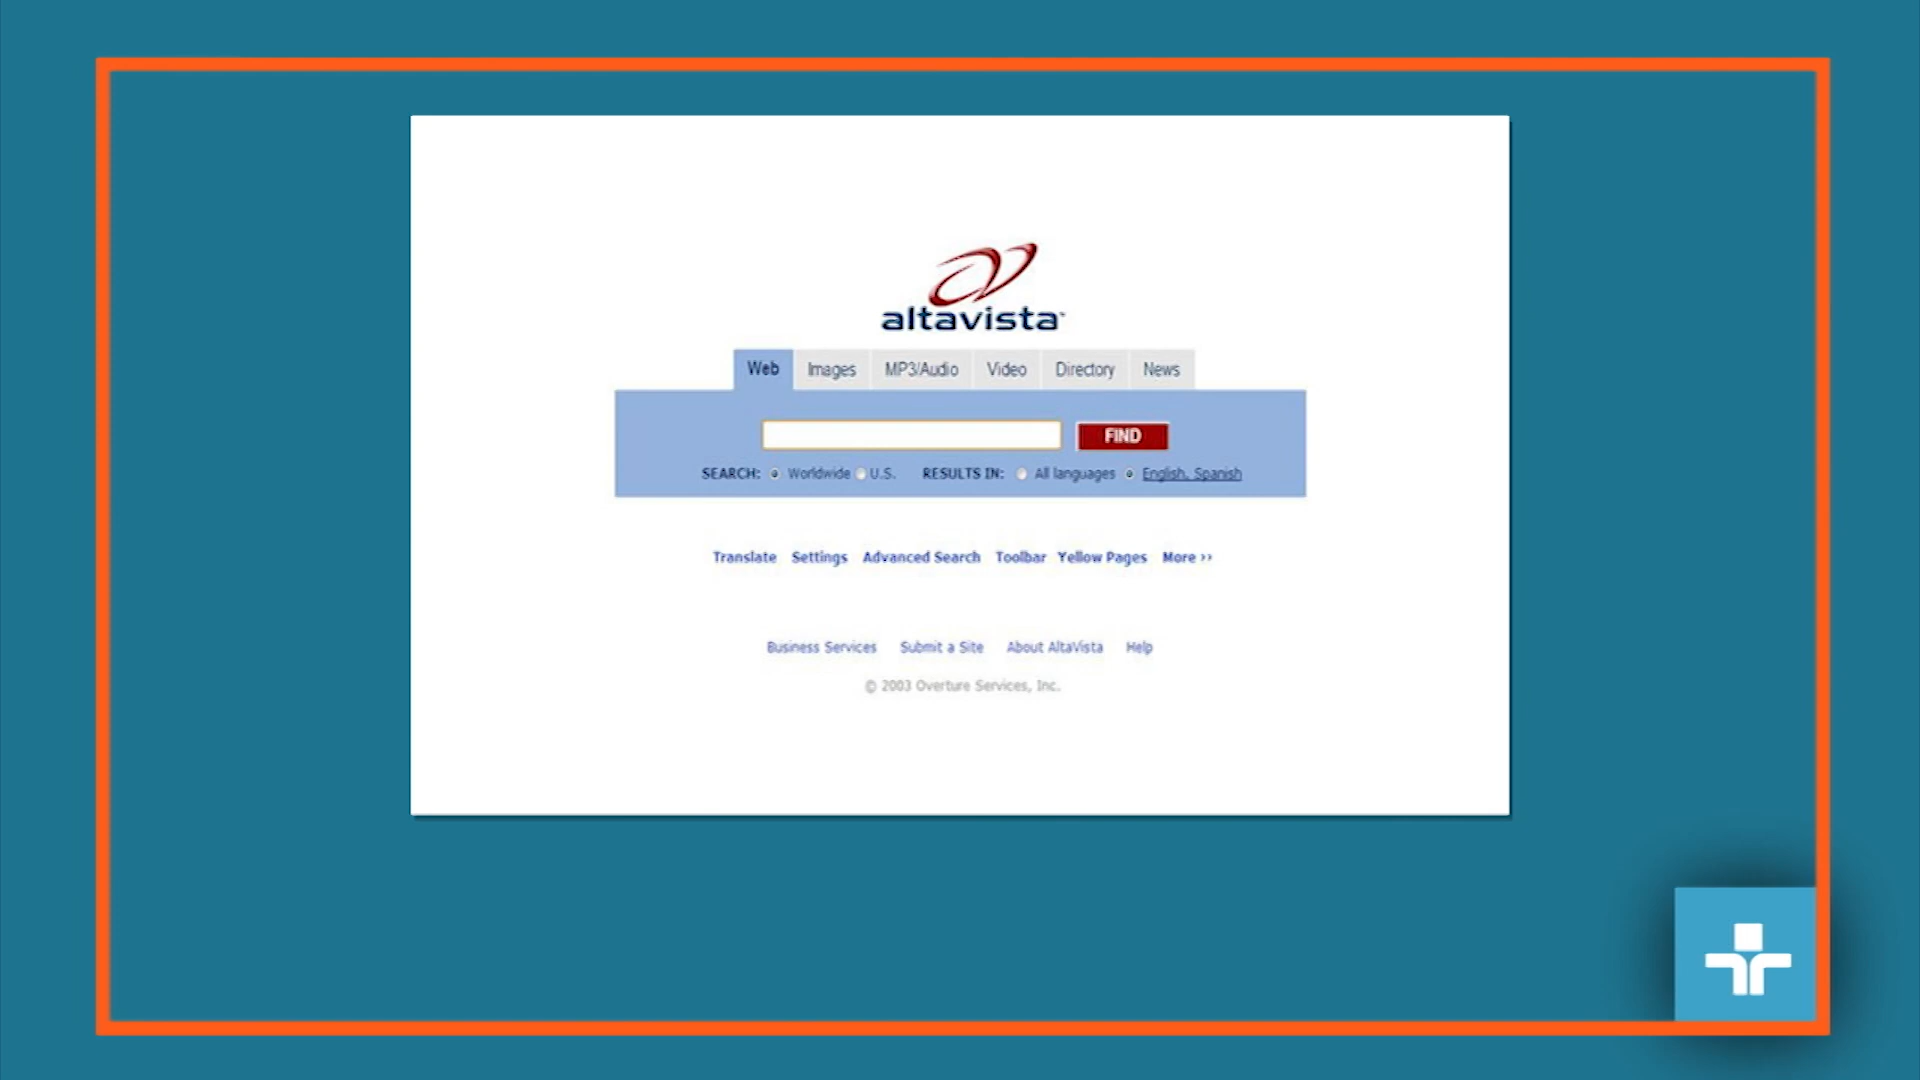 altavista
Web Images MP3/Audio Video Directory News
FIND
SEARCH: Worldwide U.S. RESULTS IN: All languages English, Spanish
Translate Settings Advanced Search Toolbar Yellow Pages More >>
Business Services Submit a Site About AltaVista Help
© 2003 Overture Services, Inc.